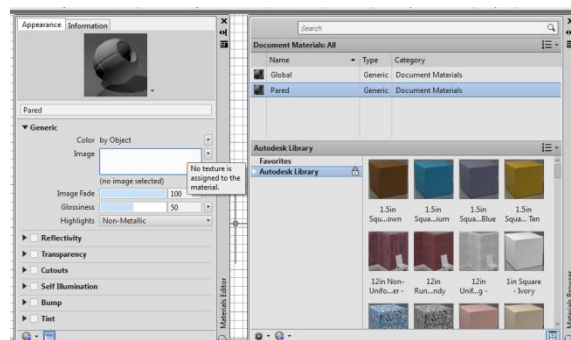 Appearance Information
Pared
Generic
Color by Object
Image
(no image selected)
No texture is
assigned to the
material.
Image Fade 100
Glossiness 50
Highlights Non-Metallic
Reflectivity
Transparency
Cutouts
Self Illumination
Bump
Tint
Materials Editor
Search
Document Materials: All
Name Type Category
Global Generic Document Materials
Pared Generic Document Materials
Autodesk Library
Favorites
Autodesk Library
1.5in 1.5in 1.5in 1.5in
Squ...own Squ...ium Squa...Blue Squa... Tan
12in Non- 12in 12in 1in Square
Unifo...er - Run...ndy Unif...g - - Ivory
Materials Browser